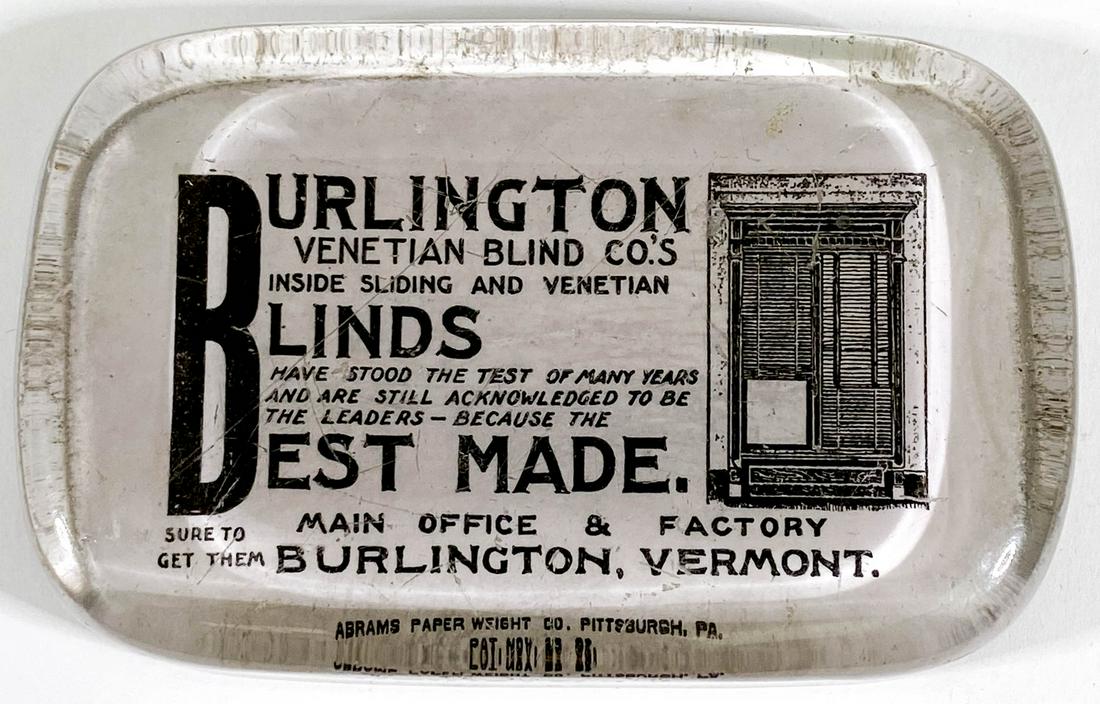 BURLINGTON
VENETIAN BLIND CO.'S
INSIDE SLIDING AND VENETIAN
BLINDS
HAVE STOOD THE TEST OF MANY YEARS
AND ARE STILL ACKNOWLEDGED TO BE
THE LEADERS – BECAUSE THE
BEST MADE.
SURE TO
GET THEM
MAIN OFFICE & FACTORY
BURLINGTON, VERMONT.
ABRAMS PAPER WEIGHT CO. PITTSBURGH, PA.